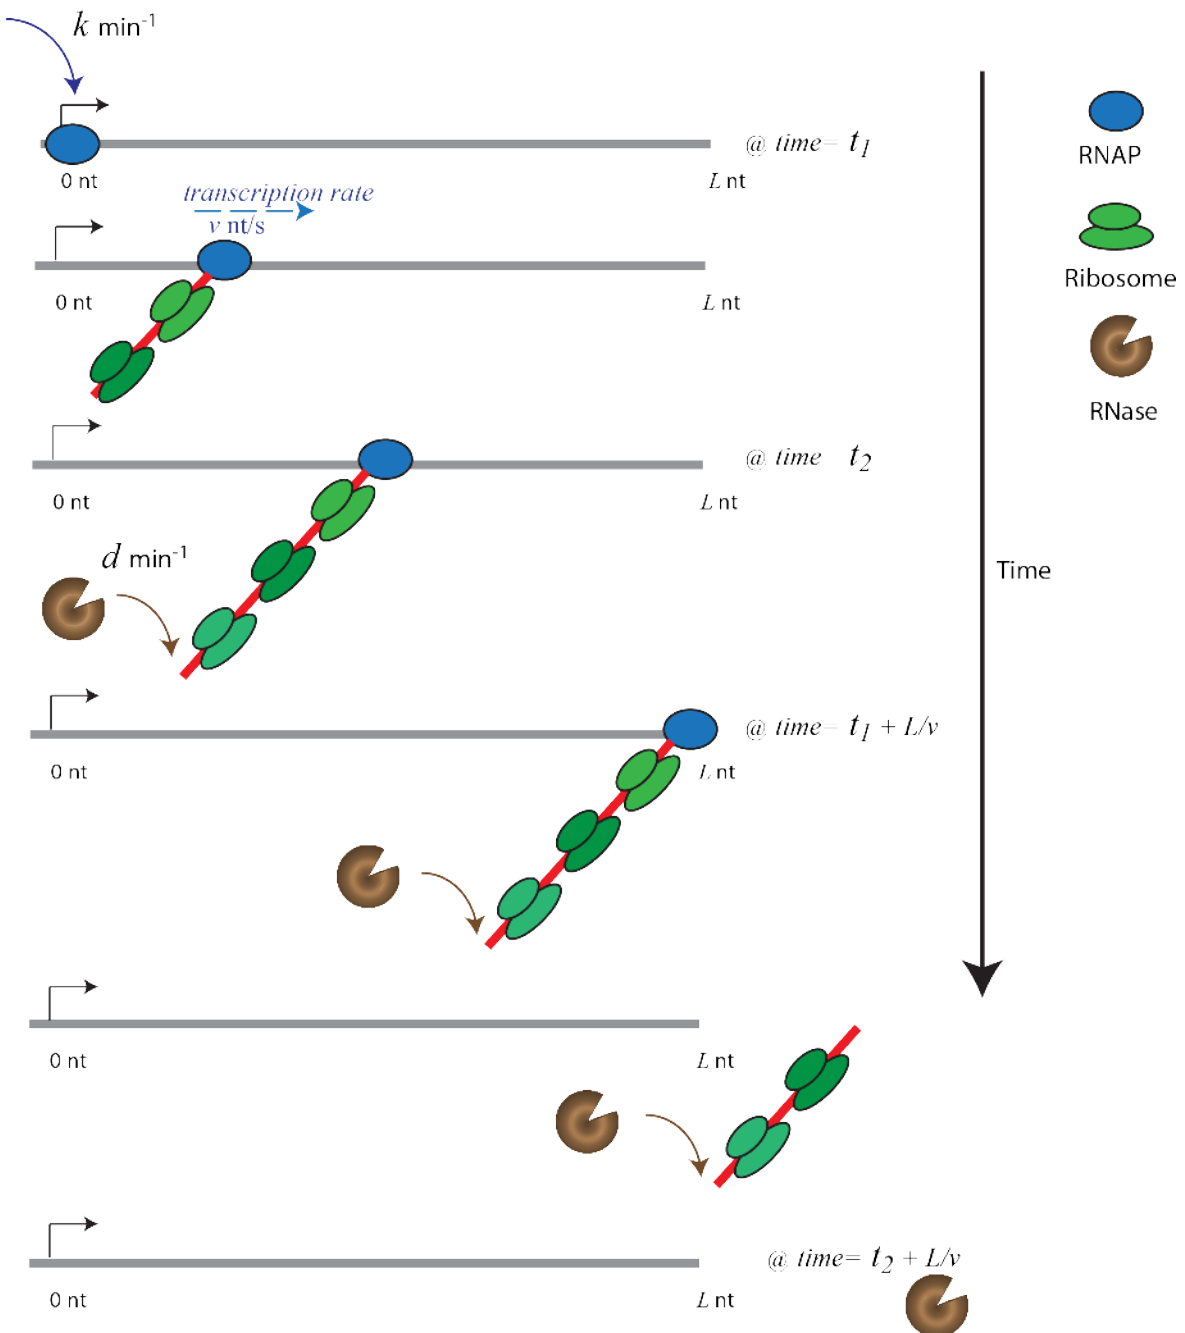 k min⁻¹
@ time= t₁
0 nt
L nt
RNAP
transcription rate
v nt/s
0 nt
L nt
Ribosome
RNase
@ time t₂
0 nt
L nt
d min⁻¹
Time
@ time= t₁ + L/v
0 nt
L nt
0 nt
L nt
@ time= t₂ + L/v
0 nt
L nt